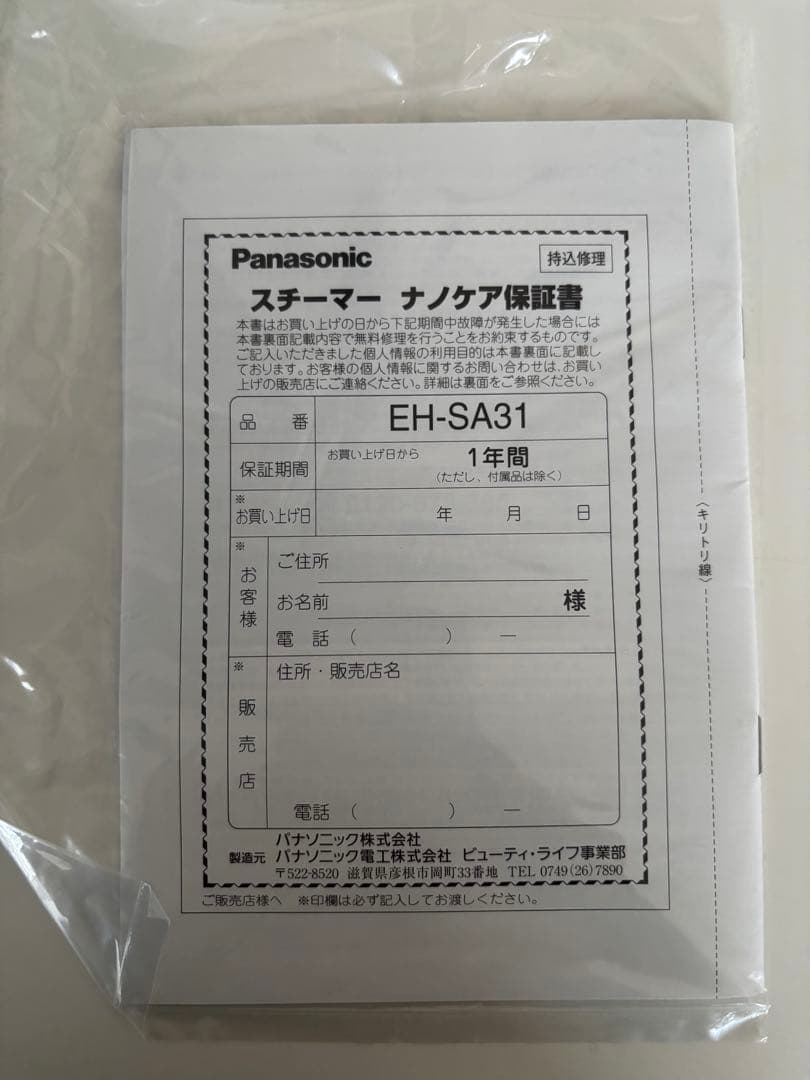 Panasonic
持込修理
スチーマー ナノケア保証書
本書はお買い上げの日から下記期間中故障が発生した場合には
本書裏面記載内容で無料修理を行うことをお約束するものです。
ご記入いただきました個人情報の利用目的は本書裏面に記載し
ております。お客様の個人情報に関するお問い合わせは、お買い
上げの販売店にご連絡ください。詳細は裏面をご参照ください。
品番 EH-SA31
保証期間 お買い上げ日から 1年間
(ただし、付属品は除く)
※
お買い上げ日 年 月 日
※
お客様
ご住所
お名前 様
電話 ( ) ―
※
販売店
住所・販売店名
電話 ( ) ―
製造元
パナソニック株式会社
パナソニック電工株式会社 ビューティ・ライフ事業部
〒522-8520 滋賀県彦根市岡町33番地 TEL 0749(26)7890
ご販売店様へ ※印欄は必ず記入してお渡しください。
〈キリトリ線〉